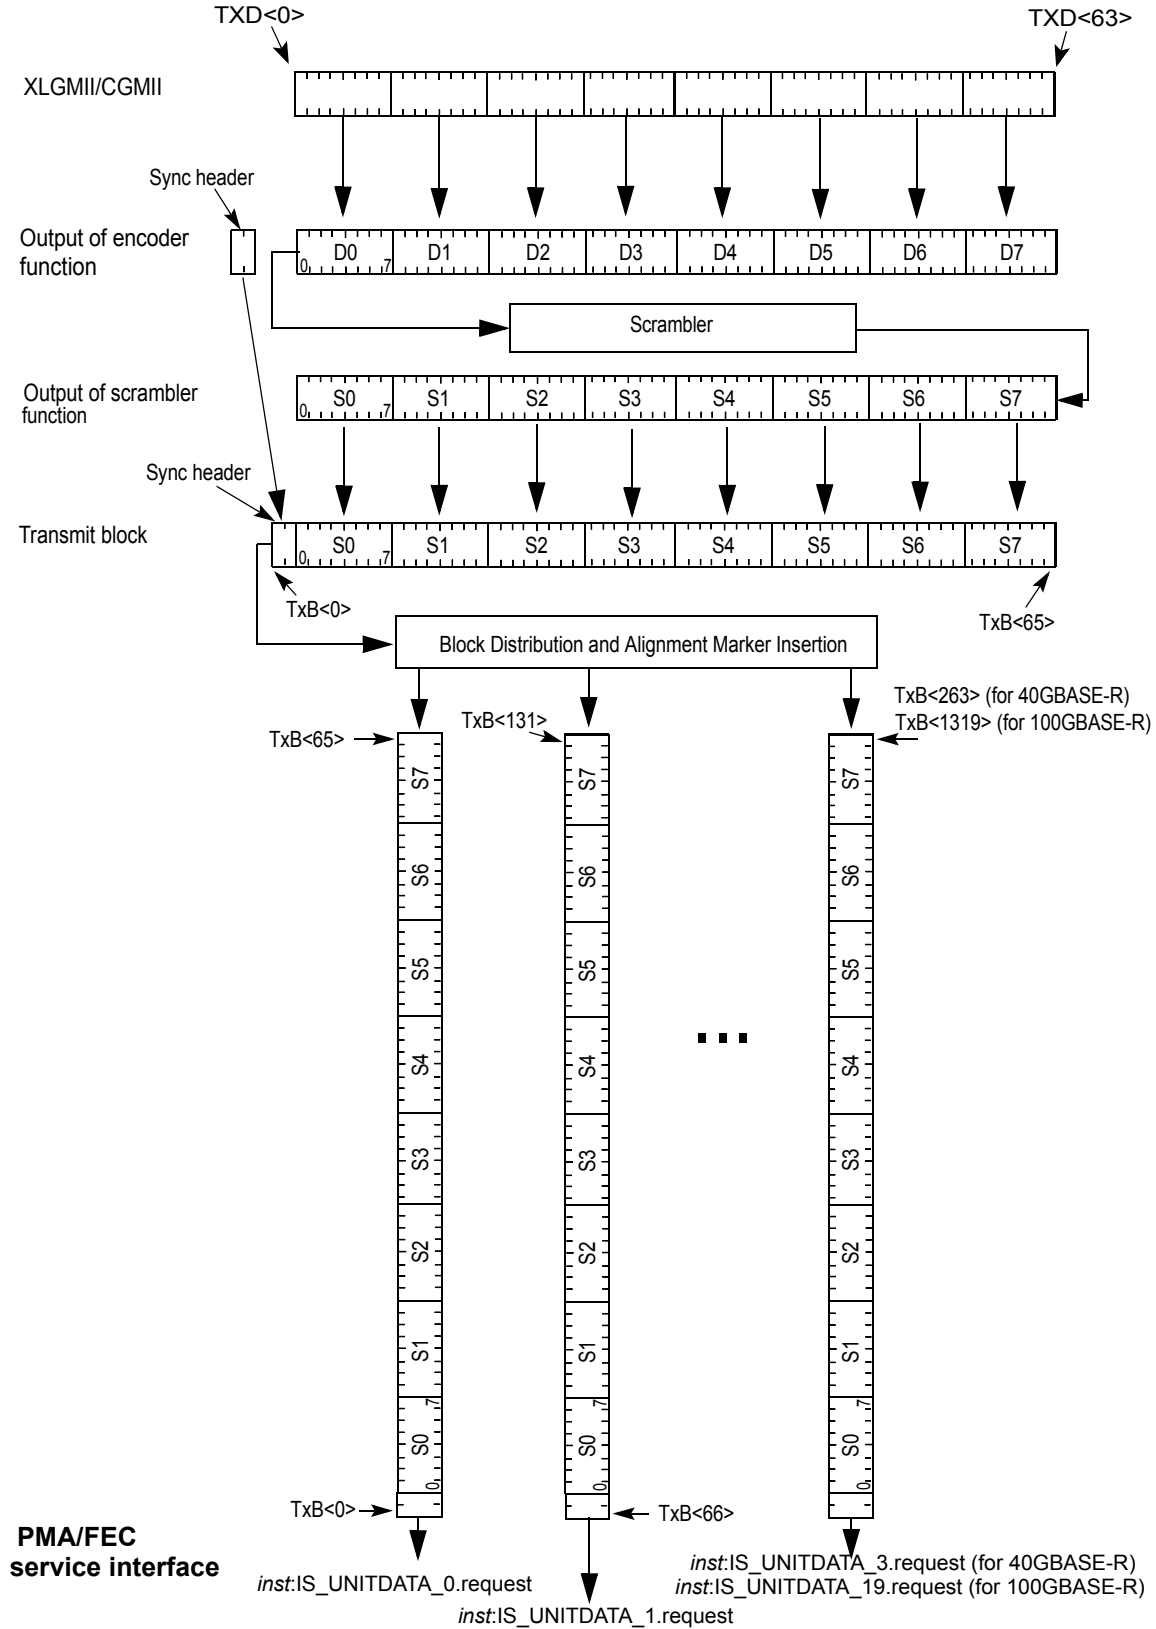 TXD<0>
TXD<63>
XLGMII/CGMII
Sync header
Output of encoder
function
D0 D1 D2 D3 D4 D5 D6 D7
0 7
Scrambler
Output of scrambler
function
S0 S1 S2 S3 S4 S5 S6 S7
0 7
Sync header
Transmit block
S0 S1 S2 S3 S4 S5 S6 S7
0 7
TxB<0>
TxB<65>
Block Distribution and Alignment Marker Insertion
TxB<263> (for 40GBASE-R)
TxB<1319> (for 100GBASE-R)
TxB<65>
TxB<131>
S7 S7 S7
S6 S6 S6
S5 S5 S5
...
S4 S4 S4
S3 S3 S3
S2 S2 S2
S1 S1 S1
7 7 7
S0 S0 S0
0 0 0
TxB<0>
TxB<66>
PMA/FEC
service interface
inst:IS_UNITDATA_0.request
inst:IS_UNITDATA_1.request
inst:IS_UNITDATA_3.request (for 40GBASE-R)
inst:IS_UNITDATA_19.request (for 100GBASE-R)